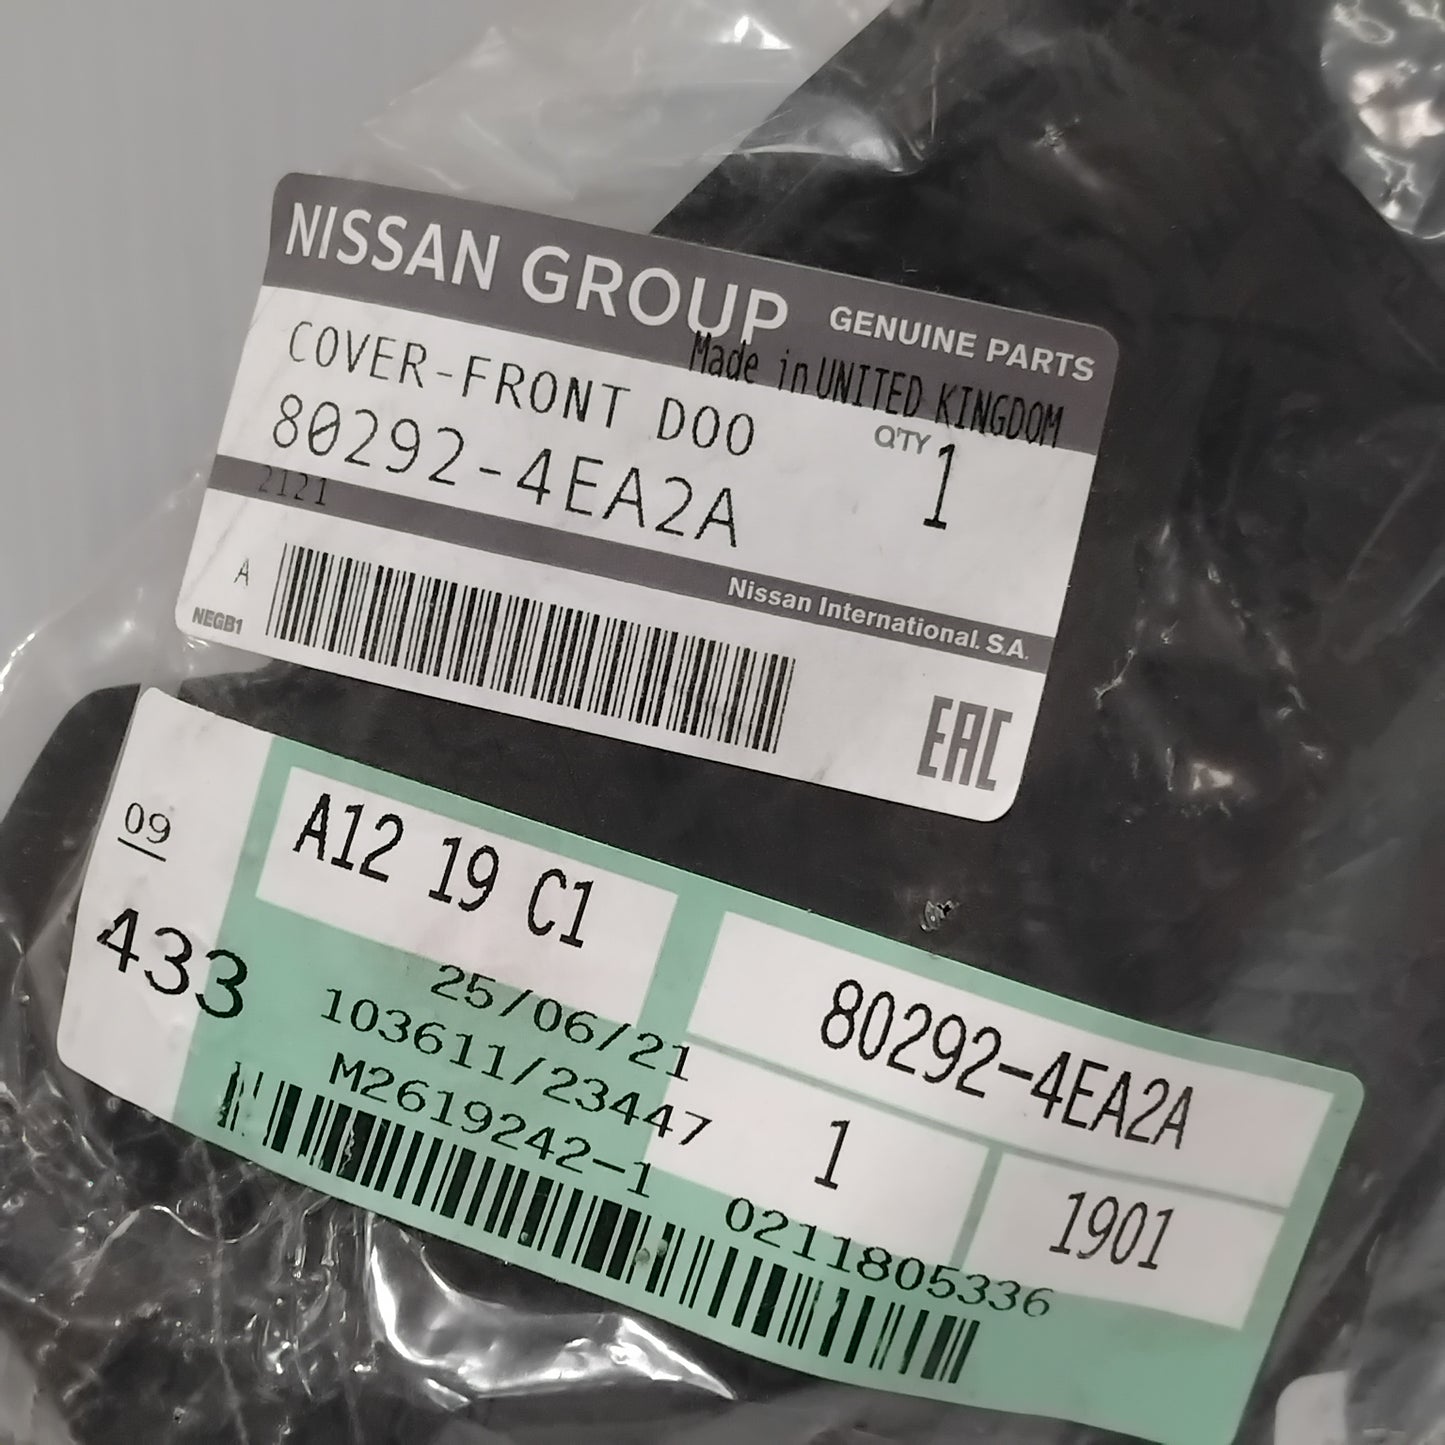 NISSAN GROUP GENUINE PARTS
Made in UNITED KINGDOM
COVER-FRONT DOO
80292-4EA2A
Q'TY 1
2121
Nissan International. S.A.
A
NEGB1
EAC
09
433
A12 19 C1
25/06/21
103611/23447
M2619242-1
80292-4EA2A
1
1901
0211805336